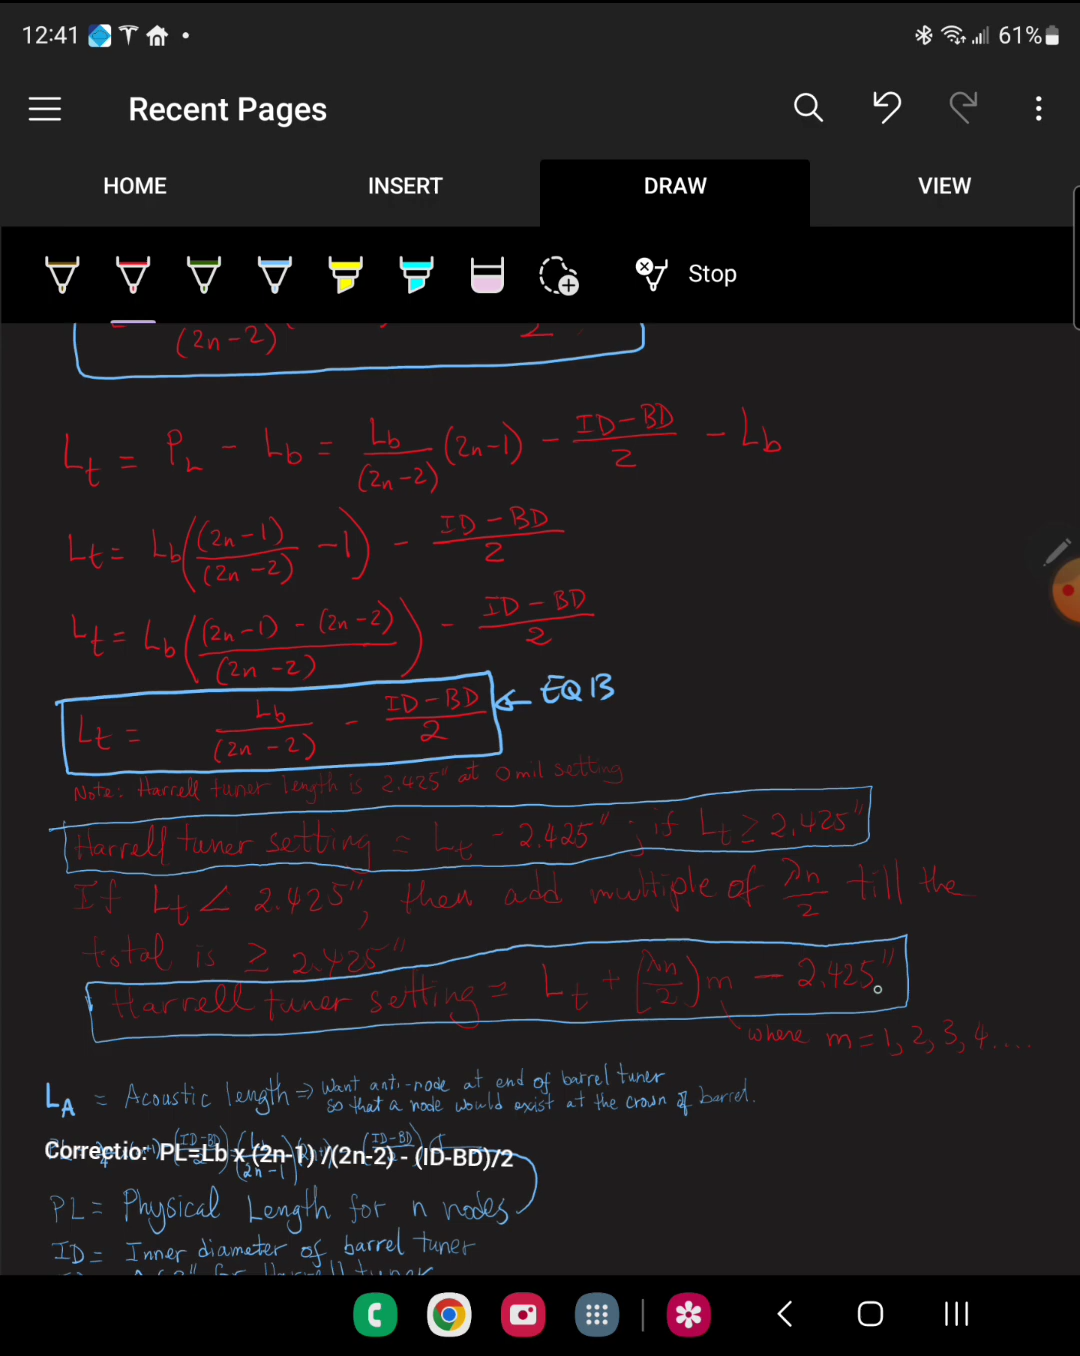 12:41 61%
Recent Pages
HOME INSERT DRAW VIEW
Stop
(2n-2) 2
Lt = PL - Lb = Lb/(2n-2) (2n-1) - (ID-BD)/2 - Lb
Lt = Lb((2n-1)/(2n-2) - 1) - (ID-BD)/2
Lt = Lb(((2n-1) - (2n-2))/(2n-2)) - (ID-BD)/2
Lt = Lb/(2n-2) - (ID-BD)/2 ← EQ 13
Note: Harrell tuner length is 2.425" at 0 mil setting
Harrell tuner setting = Lt - 2.425" ; if Lt ≥ 2.425"
If Lt < 2.425", then add multiple of λn/2 till the
total is ≥ 2.425"
Harrell tuner setting = Lt + (λn/2)m - 2.425"
where m = 1, 2, 3, 4....
LA = Acoustic length ⇒ Want anti-node at end of barrel tuner
so that a node would exist at the crown of barrel.
Correctio: PL=Lb x (2n-1) /(2n-2) - (ID-BD)/2
PL = Physical Length for n nodes
ID = Inner diameter of barrel tuner